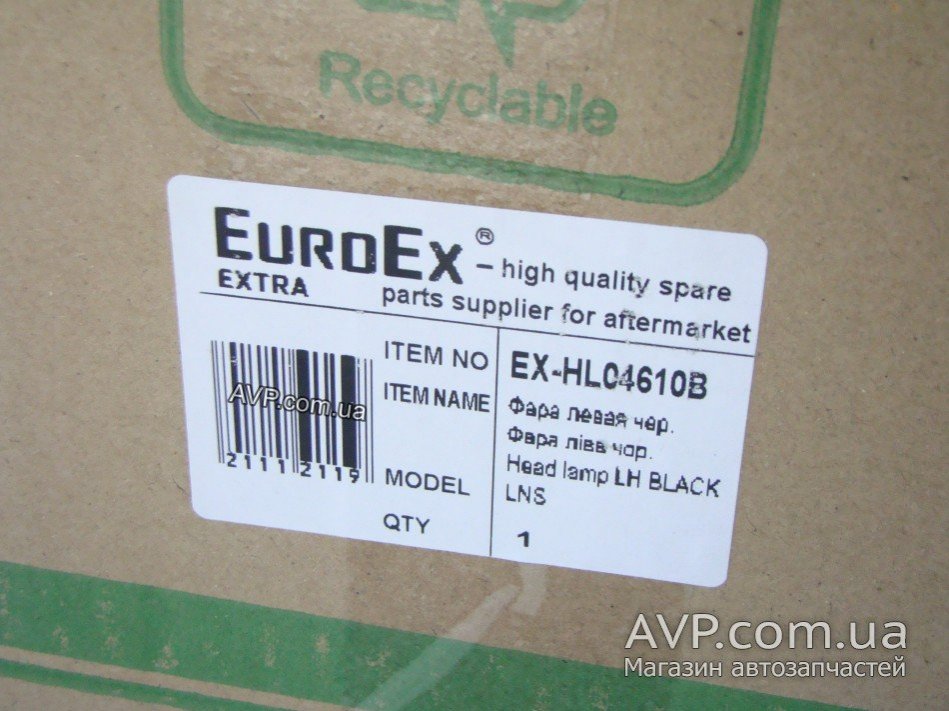 Recyclable
EUROEX® – high quality spare
EXTRA parts supplier for aftermarket
ITEM NO EX-HL04610B
ITEM NAME Фара левая чер.
Фара ліва чор.
Head lamp LH BLACK
MODEL LNS
QTY 1
AVP.com.ua
2111 2119
AVP.com.ua
Магазин автозапчастей